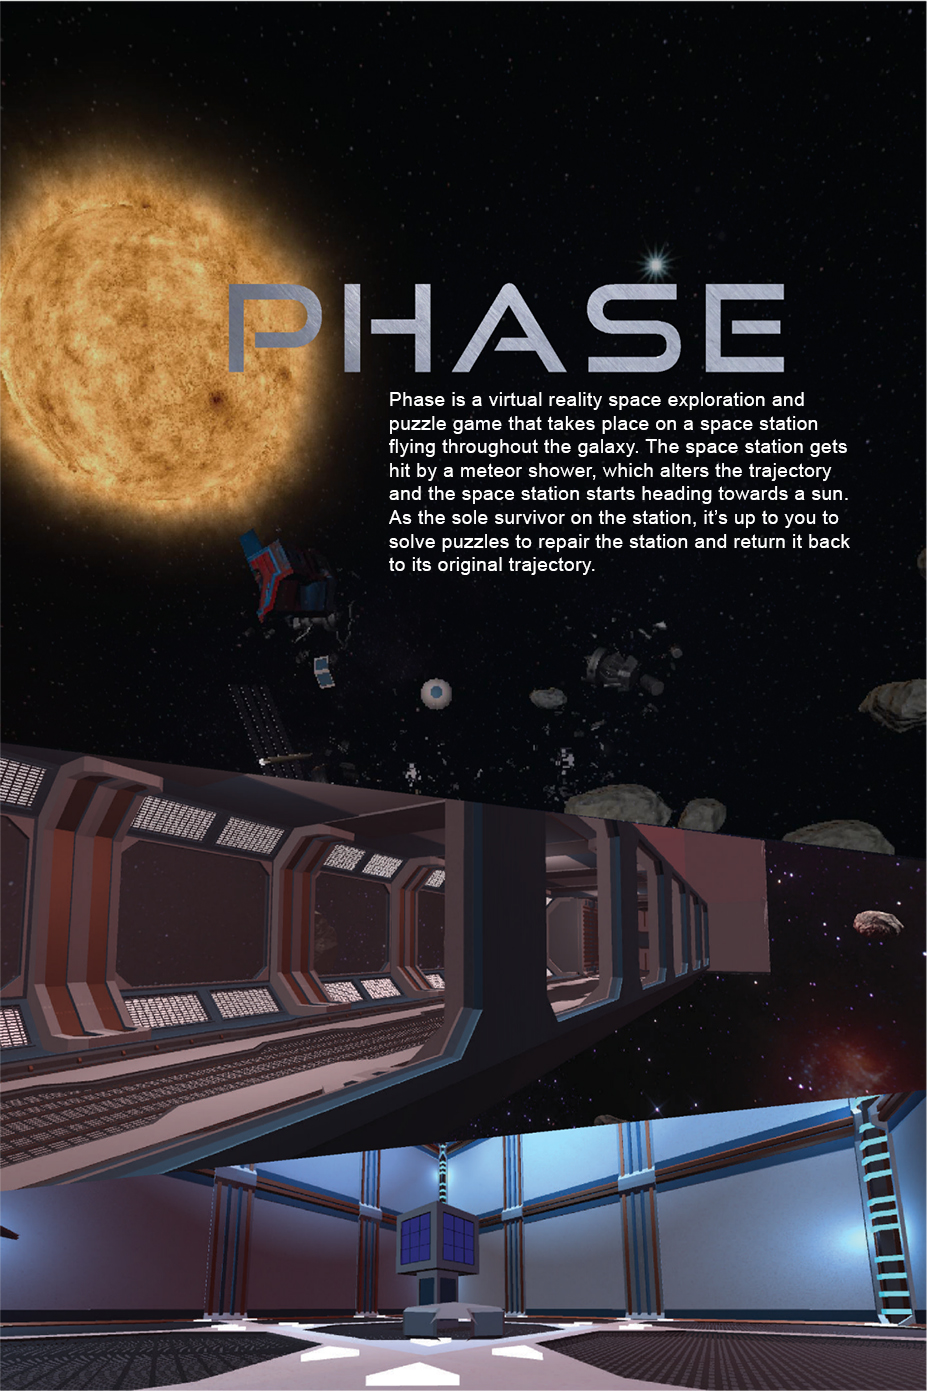 PHASE
Phase is a virtual reality space exploration and
puzzle game that takes place on a space station
flying throughout the galaxy. The space station gets
hit by a meteor shower, which alters the trajectory
and the space station starts heading towards a sun.
As the sole survivor on the station, it’s up to you to
solve puzzles to repair the station and return it back
to its original trajectory.